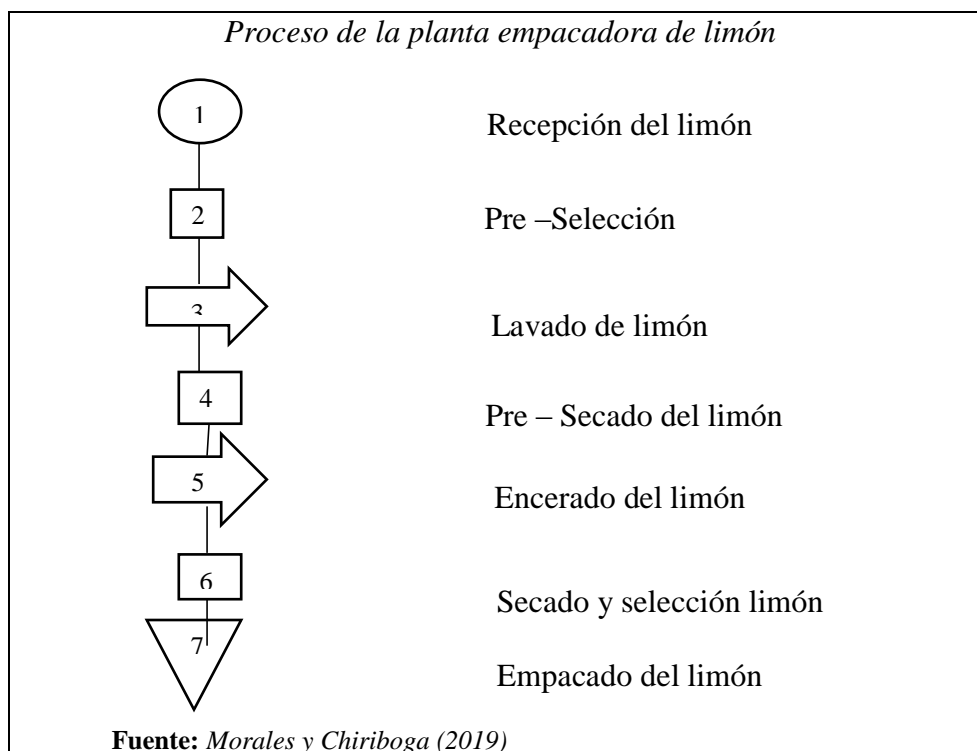 Proceso de la planta empacadora de limón
1 Recepción del limón
2 Pre –Selección
3 Lavado de limón
4 Pre – Secado del limón
5 Encerado del limón
6 Secado y selección limón
7 Empacado del limón
Fuente: Morales y Chiriboga (2019)